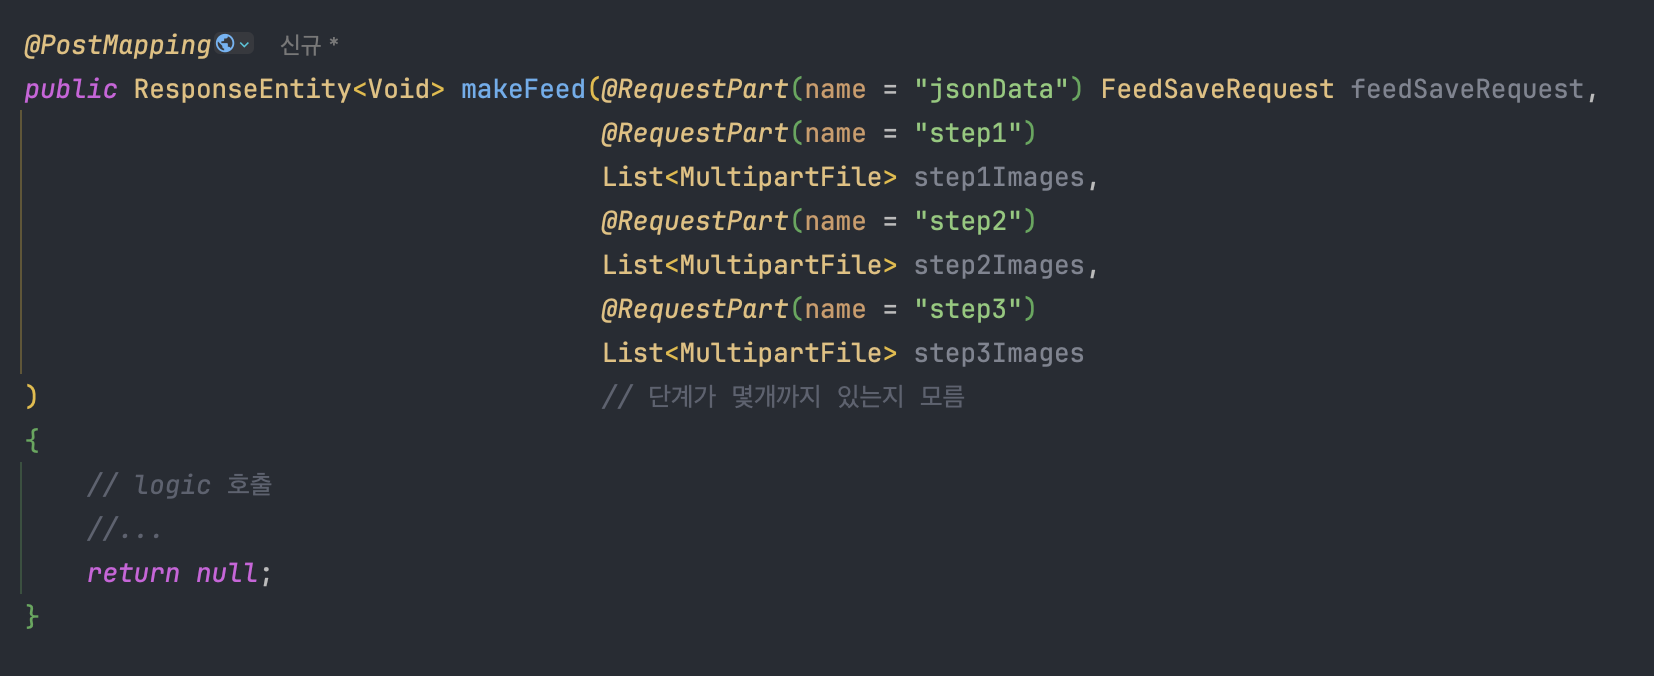 @PostMapping 신규 *
public ResponseEntity<Void> makeFeed(@RequestPart(name = "jsonData") FeedSaveRequest feedSaveRequest,
@RequestPart(name = "step1")
List<MultipartFile> step1Images,
@RequestPart(name = "step2")
List<MultipartFile> step2Images,
@RequestPart(name = "step3")
List<MultipartFile> step3Images
) // 단계가 몇개까지 있는지 모름
{
// logic 호출
//...
return null;
}